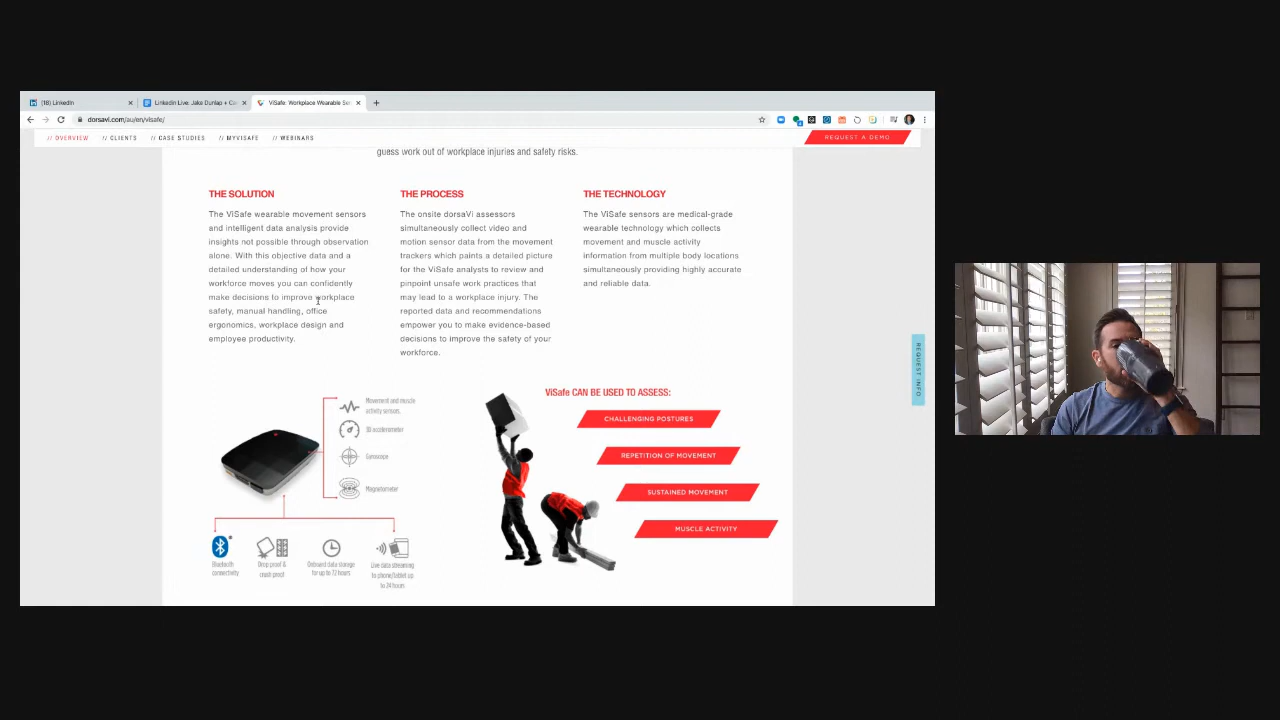 (16) LinkedIn
LinkedIn Live: Jake Dunlap + Cl
ViSafe: Workplace Wearable Se
dorsavi.com/au/en/visafe/
// OVERVIEW // CLIENTS // CASE STUDIES // MYVISAFE // WEBINARS
REQUEST A DEMO
guess work out of workplace injuries and safety risks.
THE SOLUTION
The ViSafe wearable movement sensors
and intelligent data analysis provide
insights not possible through observation
alone. With this objective data and a
detailed understanding of how your
workforce moves you can confidently
make decisions to improve workplace
safety, manual handling, office
ergonomics, workplace design and
employee productivity.
THE PROCESS
The onsite dorsaVi assessors
simultaneously collect video and
motion sensor data from the movement
trackers which paints a detailed picture
for the ViSafe analysts to review and
pinpoint unsafe work practices that
may lead to a workplace injury. The
reported data and recommendations
empower you to make evidence-based
decisions to improve the safety of your
workforce.
THE TECHNOLOGY
The ViSafe sensors are medical-grade
wearable technology which collects
movement and muscle activity
information from multiple body locations
simultaneously providing highly accurate
and reliable data.
REQUEST INFO
Movement and muscle
activity sensors.
3D accelerometer
Gyroscope
Magnetometer
Bluetooth
connectivity
Drop proof &
crush proof
Onboard data storage
for up to 72 hours
Live data streaming
to phone/tablet up
to 24 hours
ViSafe CAN BE USED TO ASSESS:
CHALLENGING POSTURES
REPETITION OF MOVEMENT
SUSTAINED MOVEMENT
MUSCLE ACTIVITY